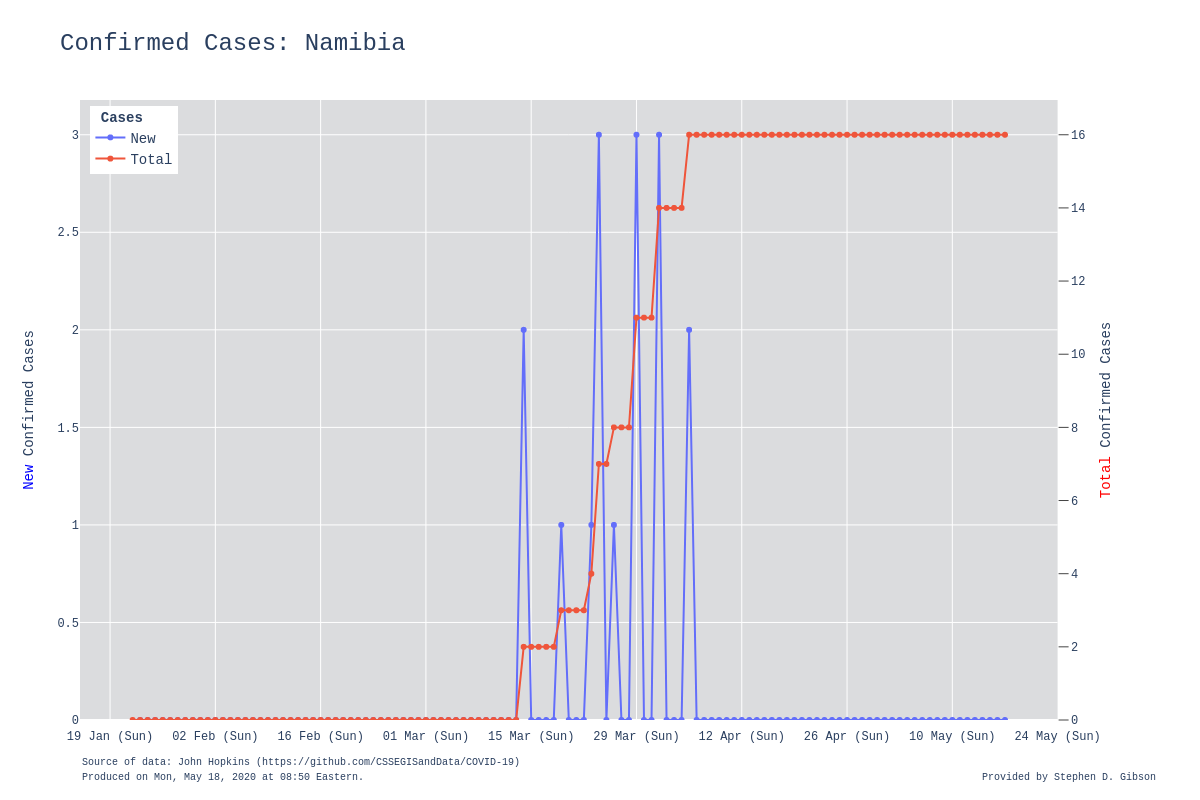 Confirmed Cases: Namibia
Cases
New
Total
3
2.5
2
1.5
1
0.5
0
New Confirmed Cases
16
14
12
10
8
6
4
2
0
Total Confirmed Cases
19 Jan (Sun) 02 Feb (Sun) 16 Feb (Sun) 01 Mar (Sun) 15 Mar (Sun) 29 Mar (Sun) 12 Apr (Sun) 26 Apr (Sun) 10 May (Sun) 24 May (Sun)
Source of data: John Hopkins (https://github.com/CSSEGISandData/COVID-19)
Produced on Mon, May 18, 2020 at 08:50 Eastern.
Provided by Stephen D. Gibson